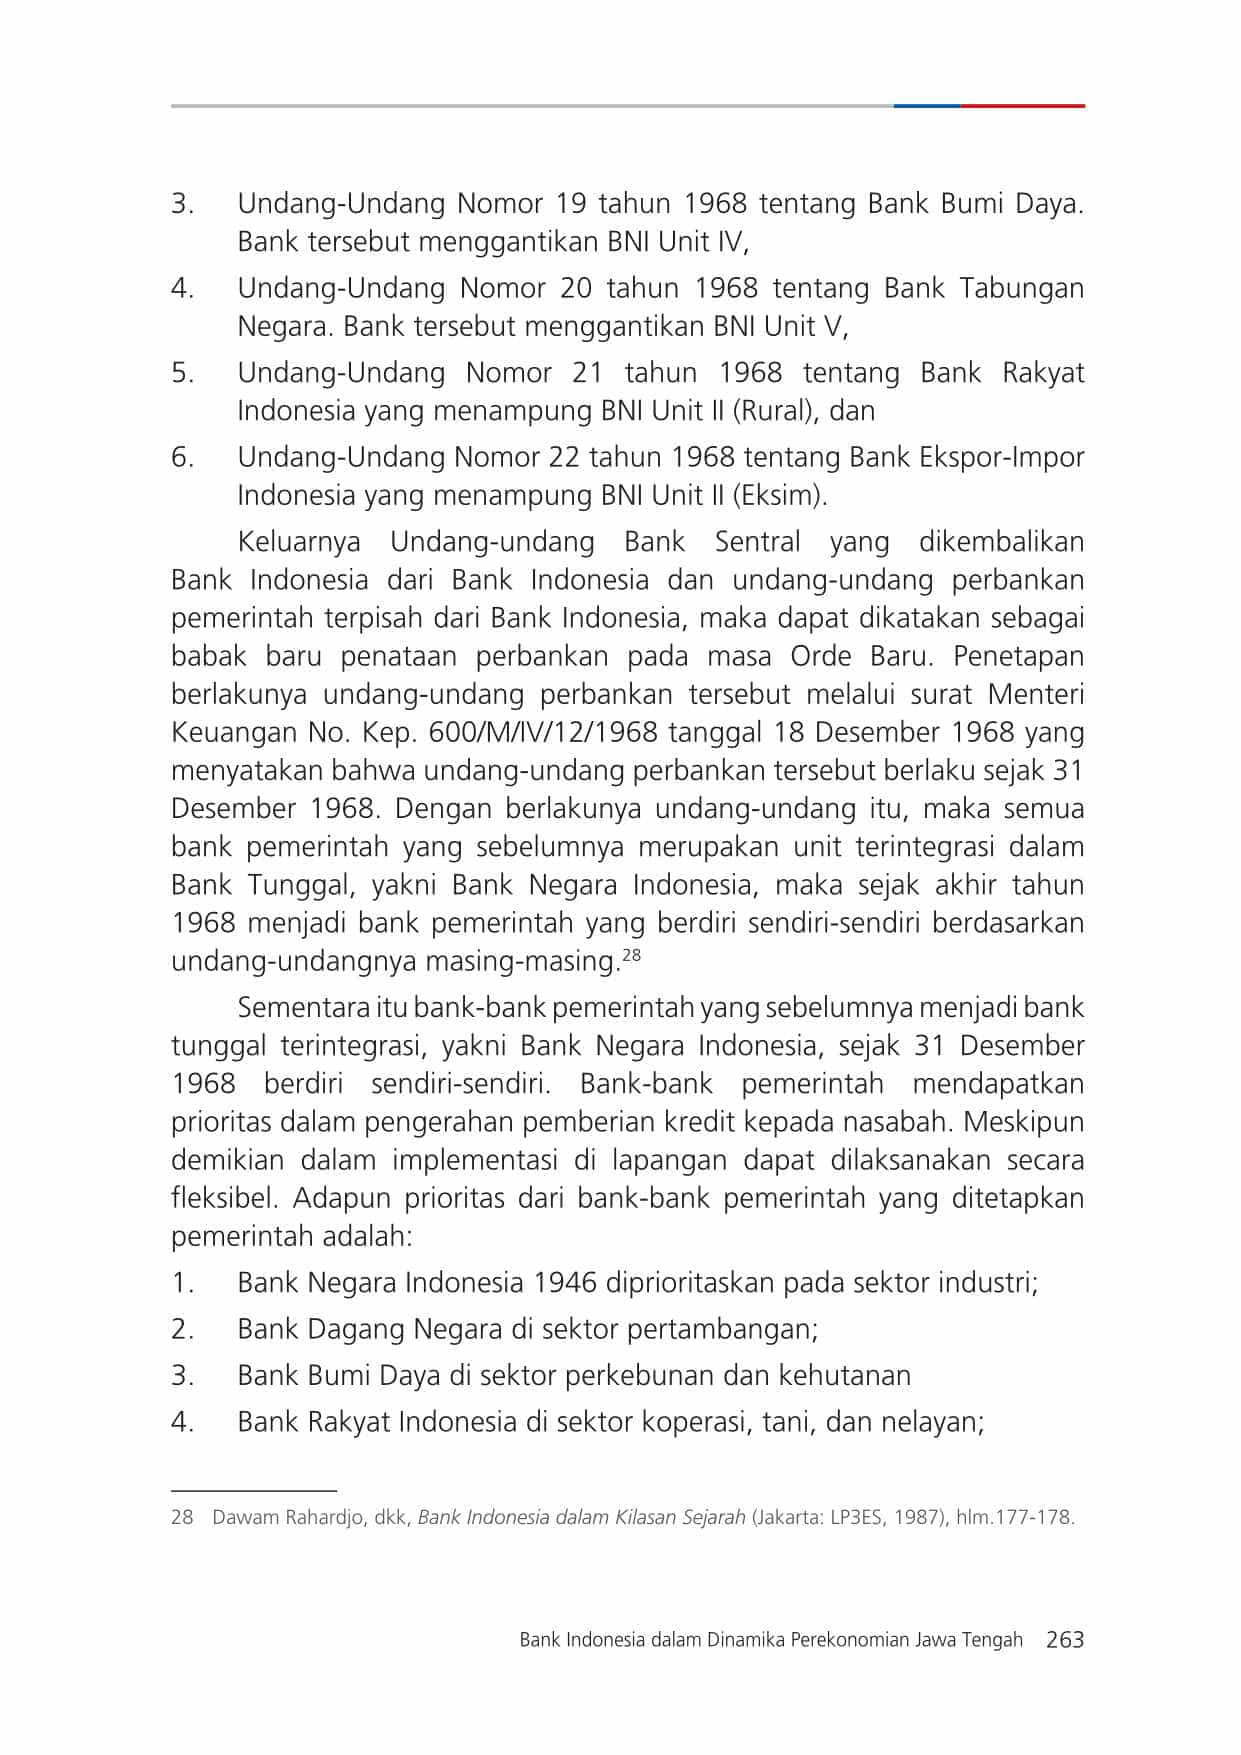 3. Undang-Undang Nomor 19 tahun 1968 tentang Bank Bumi Daya.
Bank tersebut menggantikan BNI Unit IV,
4. Undang-Undang Nomor 20 tahun 1968 tentang Bank Tabungan
Negara. Bank tersebut menggantikan BNI Unit V,
5. Undang-Undang Nomor 21 tahun 1968 tentang Bank Rakyat
Indonesia yang menampung BNI Unit II (Rural), dan
6. Undang-Undang Nomor 22 tahun 1968 tentang Bank Ekspor-Impor
Indonesia yang menampung BNI Unit II (Eksim).
Keluarnya Undang-undang Bank Sentral yang dikembalikan
Bank Indonesia dari Bank Indonesia dan undang-undang perbankan
pemerintah terpisah dari Bank Indonesia, maka dapat dikatakan sebagai
babak baru penataan perbankan pada masa Orde Baru. Penetapan
berlakunya undang-undang perbankan tersebut melalui surat Menteri
Keuangan No. Kep. 600/M/IV/12/1968 tanggal 18 Desember 1968 yang
menyatakan bahwa undang-undang perbankan tersebut berlaku sejak 31
Desember 1968. Dengan berlakunya undang-undang itu, maka semua
bank pemerintah yang sebelumnya merupakan unit terintegrasi dalam
Bank Tunggal, yakni Bank Negara Indonesia, maka sejak akhir tahun
1968 menjadi bank pemerintah yang berdiri sendiri-sendiri berdasarkan
undang-undangnya masing-masing.28
Sementara itu bank-bank pemerintah yang sebelumnya menjadi bank
tunggal terintegrasi, yakni Bank Negara Indonesia, sejak 31 Desember
1968 berdiri sendiri-sendiri. Bank-bank pemerintah mendapatkan
prioritas dalam pengerahan pemberian kredit kepada nasabah. Meskipun
demikian dalam implementasi di lapangan dapat dilaksanakan secara
fleksibel. Adapun prioritas dari bank-bank pemerintah yang ditetapkan
pemerintah adalah:
1. Bank Negara Indonesia 1946 diprioritaskan pada sektor industri;
2. Bank Dagang Negara di sektor pertambangan;
3. Bank Bumi Daya di sektor perkebunan dan kehutanan
4. Bank Rakyat Indonesia di sektor koperasi, tani, dan nelayan;
28 Dawam Rahardjo, dkk, Bank Indonesia dalam Kilasan Sejarah (Jakarta: LP3ES, 1987), hlm.177-178.
Bank Indonesia dalam Dinamika Perekonomian Jawa Tengah 263